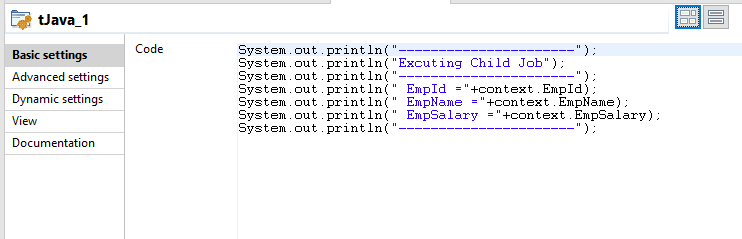 tJava_1
Basic settings
Advanced settings
Dynamic settings
View
Documentation
Code
System.out.println("----------------------");
System.out.println("Excuting Child Job");
System.out.println("----------------------");
System.out.println(" EmpId ="+context.EmpId);
System.out.println(" EmpName ="+context.EmpName);
System.out.println(" EmpSalary ="+context.EmpSalary);
System.out.println("----------------------");